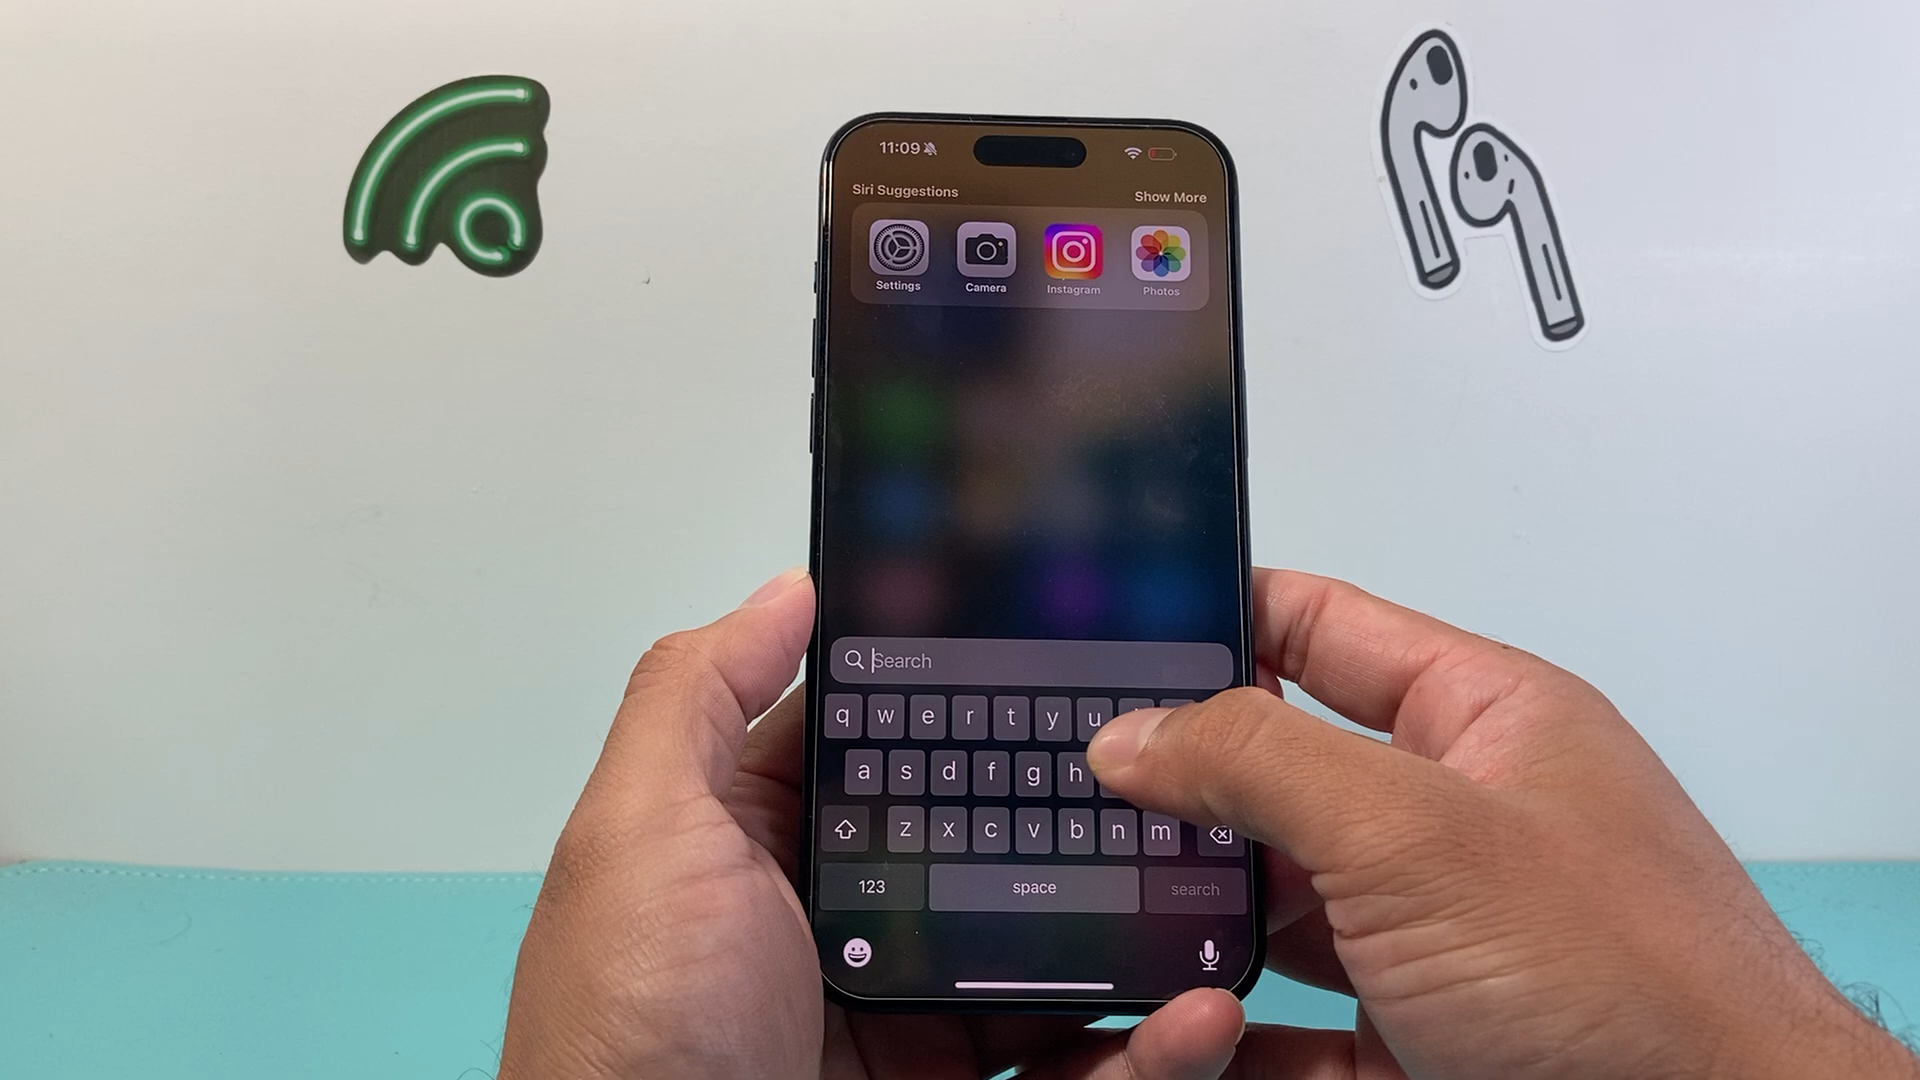 11:09
Siri Suggestions
Show More
Settings
Camera
Instagram
Photos
Search
q w e r t y u
a s d f g h
z x c v b n m
123
space
search